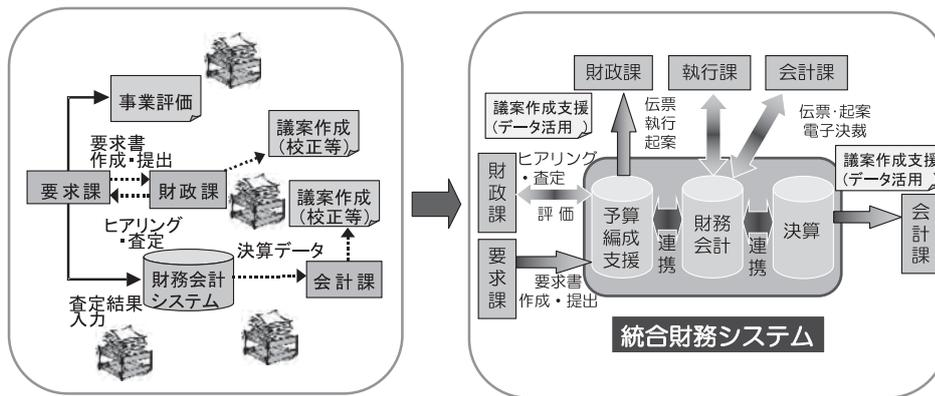 事業評価
要求書
作成・提出
議案作成
(校正等)
要求課
財政課
ヒアリング
・査定
議案作成
(校正等)
決算データ
財務会計
システム
会計課
査定結果
入力
財政課
執行課
会計課
議案作成支援
(データ活用)
伝票
執行
起案
伝票・起案
電子決裁
議案作成支援
(データ活用)
財政課
ヒアリング
・査定
評価
予算
編成
支援
連携
財務
会計
連携
決算
会計課
要求課
要求書
作成・提出
統合財務システム